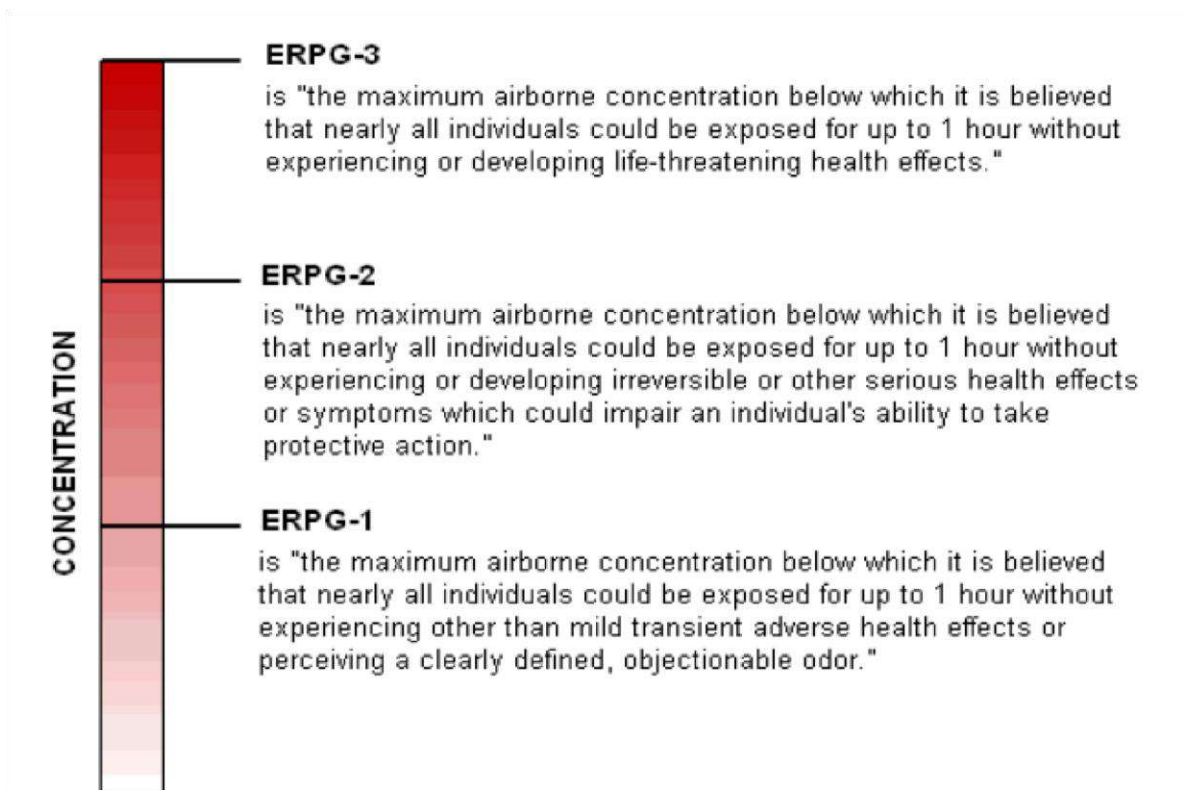 ERPG-3
is "the maximum airborne concentration below which it is believed
that nearly all individuals could be exposed for up to 1 hour without
experiencing or developing life-threatening health effects."
ERPG-2
is "the maximum airborne concentration below which it is believed
that nearly all individuals could be exposed for up to 1 hour without
experiencing or developing irreversible or other serious health effects
or symptoms which could impair an individual's ability to take
protective action."
CONCENTRATION
ERPG-1
is "the maximum airborne concentration below which it is believed
that nearly all individuals could be exposed for up to 1 hour without
experiencing other than mild transient adverse health effects or
perceiving a clearly defined, objectionable odor."